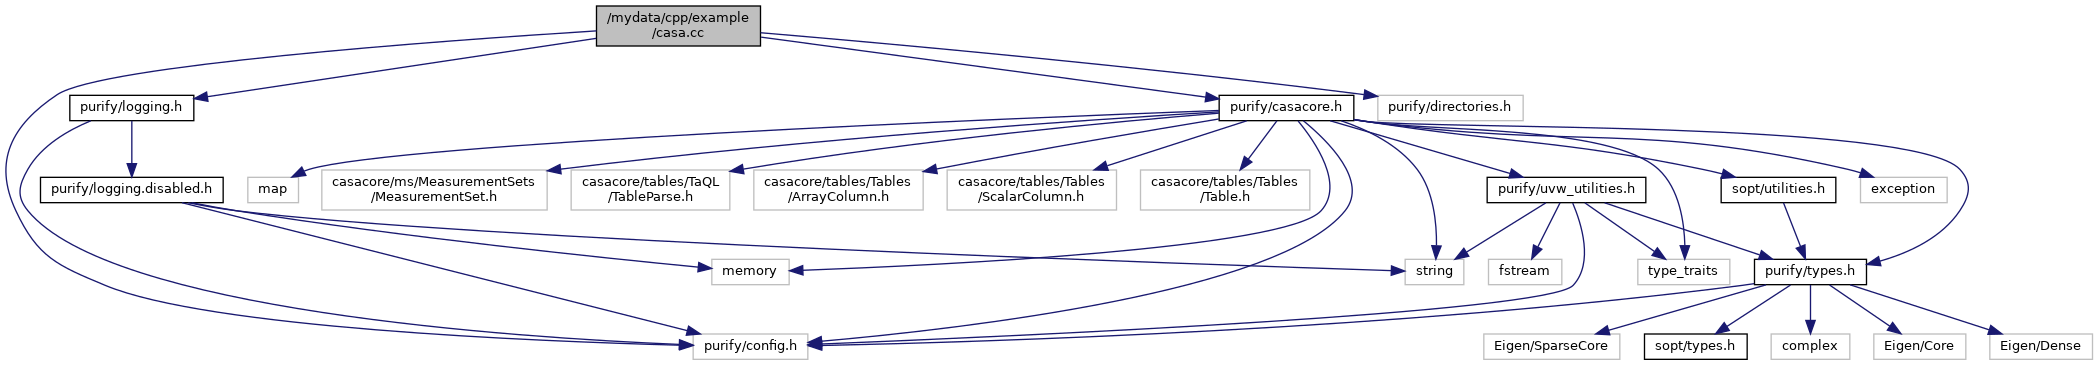 /mydata/cpp/example
/casa.cc
purify/logging.h
purify/casacore.h
purify/directories.h
purify/logging.disabled.h
map
casacore/ms/MeasurementSets
/MeasurementSet.h
casacore/tables/TaQL
/TableParse.h
casacore/tables/Tables
/ArrayColumn.h
casacore/tables/Tables
/ScalarColumn.h
casacore/tables/Tables
/Table.h
purify/uvw_utilities.h
sopt/utilities.h
exception
memory
string
fstream
type_traits
purify/types.h
purify/config.h
Eigen/SparseCore
sopt/types.h
complex
Eigen/Core
Eigen/Dense